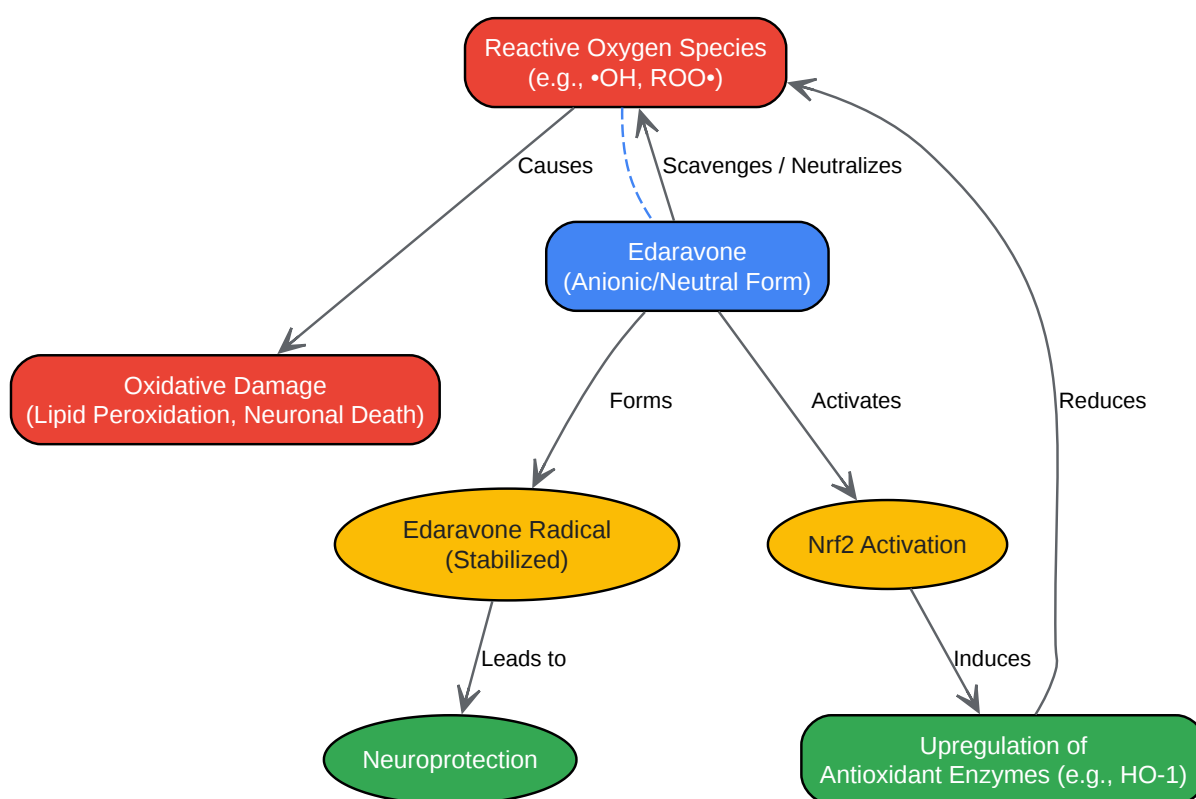 Reactive Oxygen Species
(e.g., •OH, ROO•)
Causes
Scavenges / Neutralizes
Edaravone
(Anionic/Neutral Form)
Oxidative Damage
(Lipid Peroxidation, Neuronal Death)
Forms
Activates
Reduces
Edaravone Radical
(Stabilized)
Nrf2 Activation
Leads to
Induces
Neuroprotection
Upregulation of
Antioxidant Enzymes (e.g., HO-1)